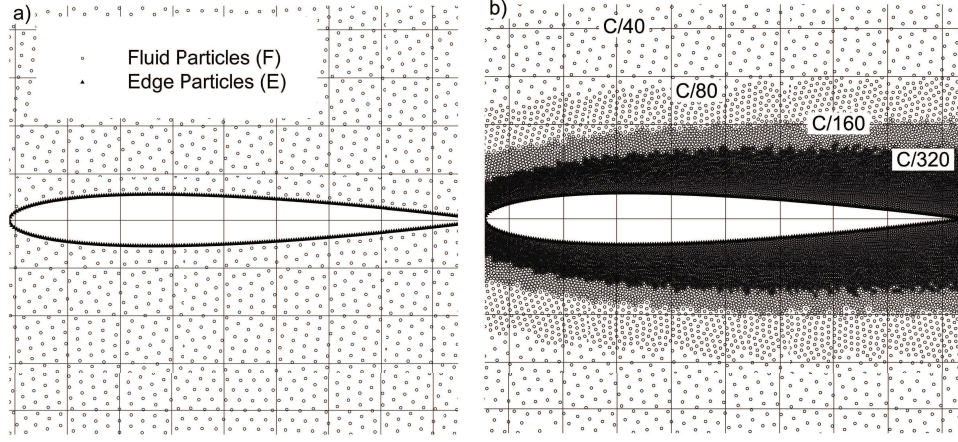 a)
Fluid Particles (F)
Edge Particles (E)
b)
C/40
C/80
C/160
C/320